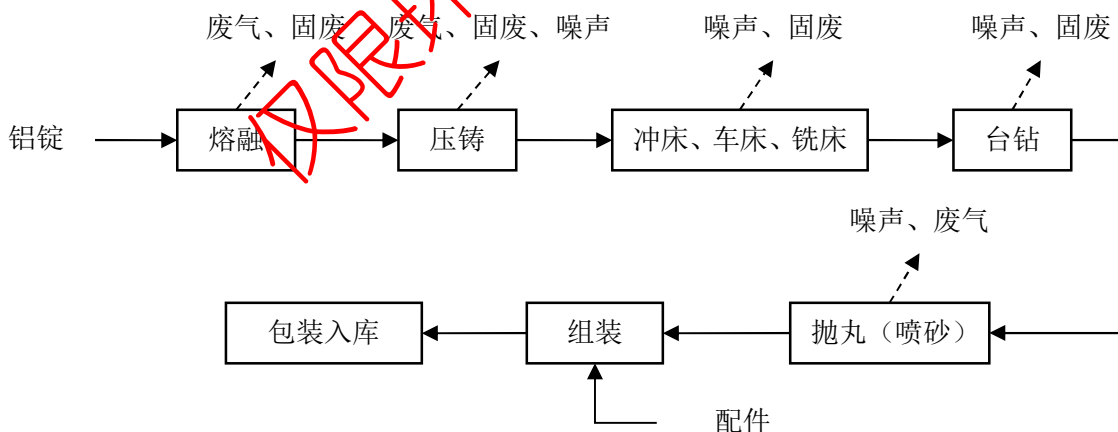 废气、固废 废气、固废、噪声 噪声、固废 噪声、固废
铝锭 熔融 压铸 冲床、车床、铣床 台钻
噪声、废气
包装入库 组装 抛丸（喷砂）
配件
仅限